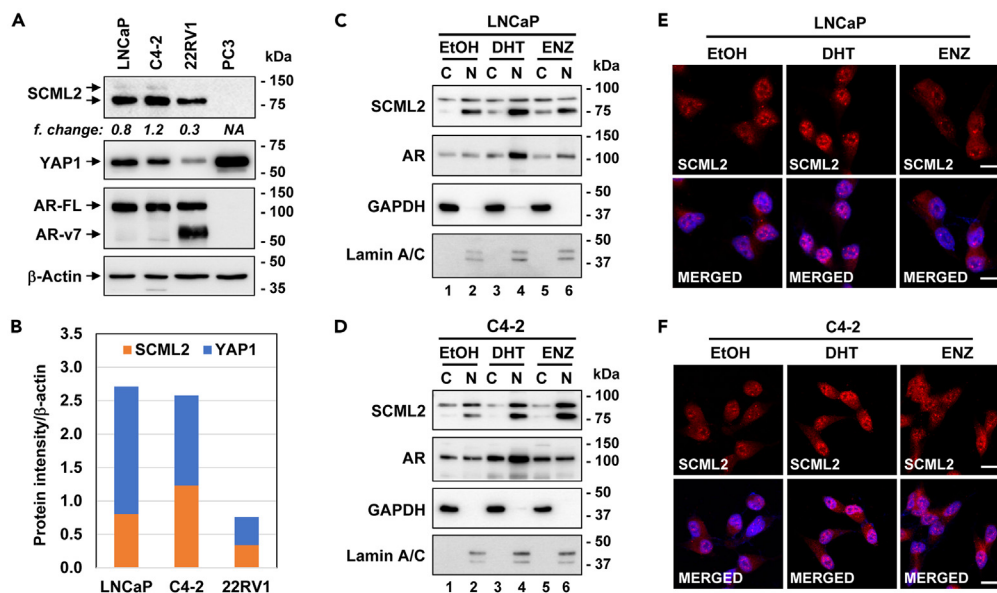 A
LNCaP
C4-2
22RV1
PC3
kDa
SCML2
- 150
- 75
f. change: 0.8 1.2 0.3 NA
YAP1
- 75
- 50
AR-FL
AR-v7
- 150
- 100
- 50
β-Actin
- 50
- 35
B
SCML2 YAP1
Protein intensity/β-actin
3.5
3.0
2.5
2.0
1.5
1.0
0.5
0.0
LNCaP C4-2 22RV1
C
LNCaP
EtOH DHT ENZ
C N C N C N
kDa
SCML2
- 100
- 75
AR
- 150
- 100
GAPDH
- 50
- 37
Lamin A/C
- 50
- 37
1 2 3 4 5 6
D
C4-2
EtOH DHT ENZ
C N C N C N
kDa
SCML2
- 100
- 75
AR
- 150
- 100
GAPDH
- 50
- 37
Lamin A/C
- 50
- 37
1 2 3 4 5 6
E
LNCaP
EtOH DHT ENZ
SCML2 SCML2 SCML2
MERGED MERGED MERGED
F
C4-2
EtOH DHT ENZ
SCML2 SCML2 SCML2
MERGED MERGED MERGED